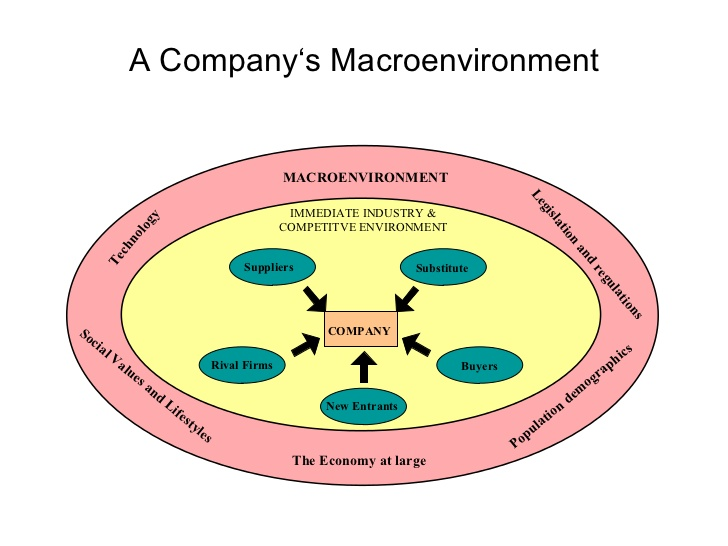 A Company‘s Macroenvironment
MACROENVIRONMENT
Technology
Legislation and regulations
IMMEDIATE INDUSTRY &
COMPETITVE ENVIRONMENT
Suppliers
Substitute
COMPANY
Rival Firms
Buyers
New Entrants
Social Values and Lifestyles
Population demographics
The Economy at large